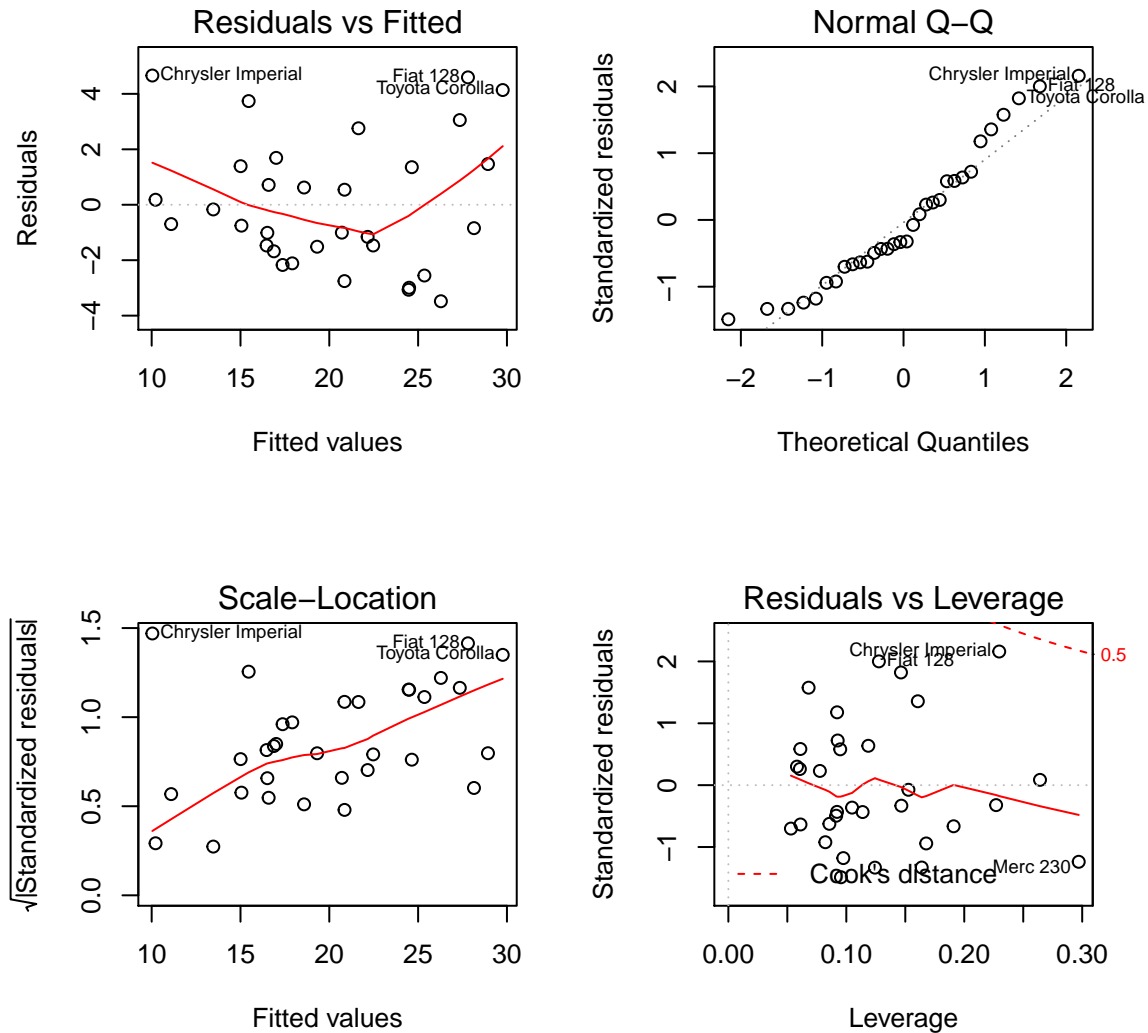 Residuals vs Fitted
Residuals
4
2
0
−2
−4
Chrysler Imperial
Fiat 128
Toyota Corolla
10 15 20 25 30
Fitted values
Normal Q−Q
Standardized residuals
2
1
0
−1
Chrysler Imperial
Fiat 128
Toyota Corolla
−2 −1 0 1 2
Theoretical Quantiles
Scale−Location
√|Standardized residuals|
1.5
1.0
0.5
0.0
Chrysler Imperial
Fiat 128
Toyota Corolla
10 15 20 25 30
Fitted values
Residuals vs Leverage
Standardized residuals
2
1
0
−1
Chrysler Imperial
Fiat 128
0.5
Merc 230
Cook's distance
0.00 0.10 0.20 0.30
Leverage